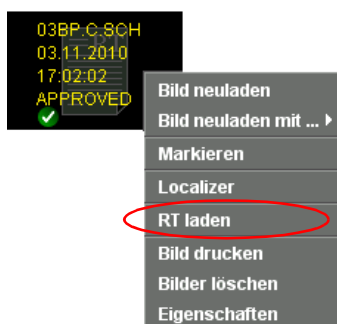 03BP.C.SCH
03.11.2010
17:02:02
APPROVED
Bild neuladen
Bild neuladen mit ...
Markieren
Localizer
RT laden
Bild drucken
Bilder löschen
Eigenschaften